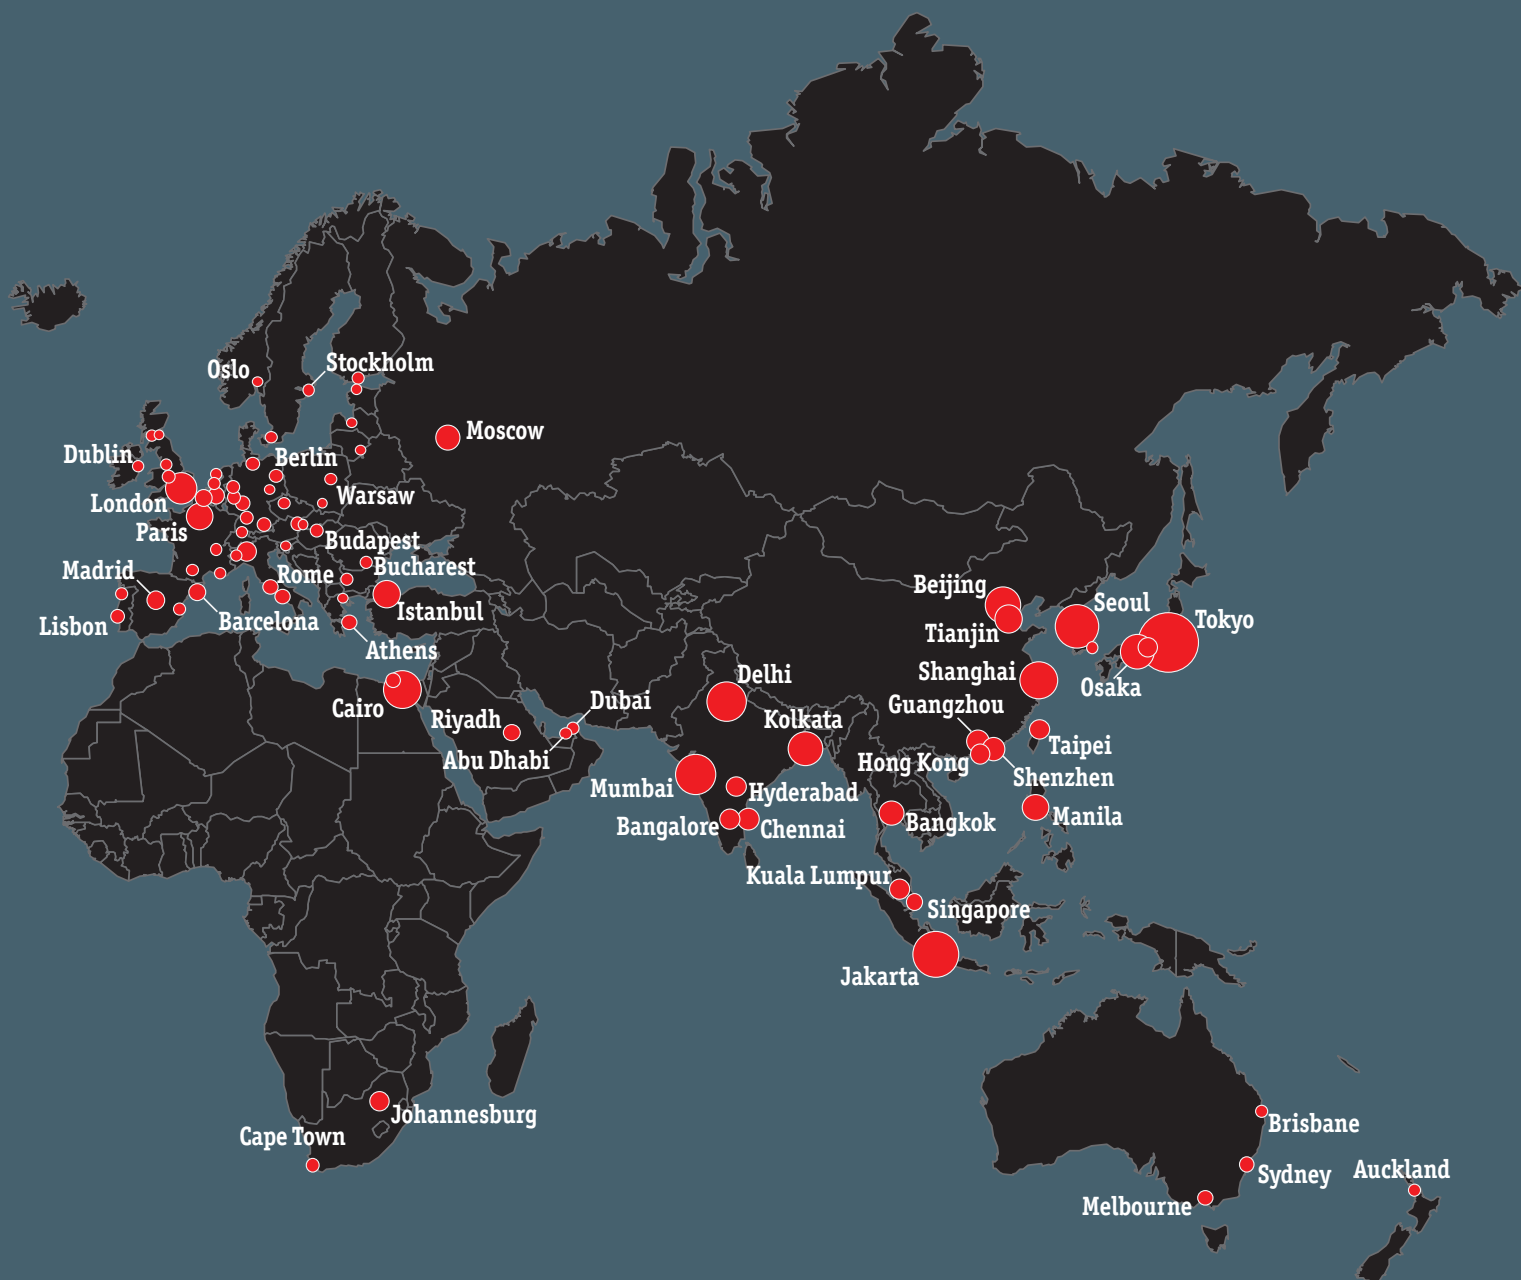 Stockholm
Oslo
Moscow
Dublin
Berlin
Warsaw
London
Paris
Budapest
Bucharest
Madrid
Rome
Beijing
Seoul
Istanbul
Barcelona
Tokyo
Lisbon
Tianjin
Athens
Shanghai
Delhi
Osaka
Dubai
Guangzhou
Cairo
Riyadh
Kolkata
Taipei
Abu Dhabi
Hong Kong
Shenzhen
Mumbai
Hyderabad
Manila
Bangkok
Bangalore
Chennai
Kuala Lumpur
Singapore
Jakarta
Johannesburg
Brisbane
Cape Town
Auckland
Sydney
Melbourne